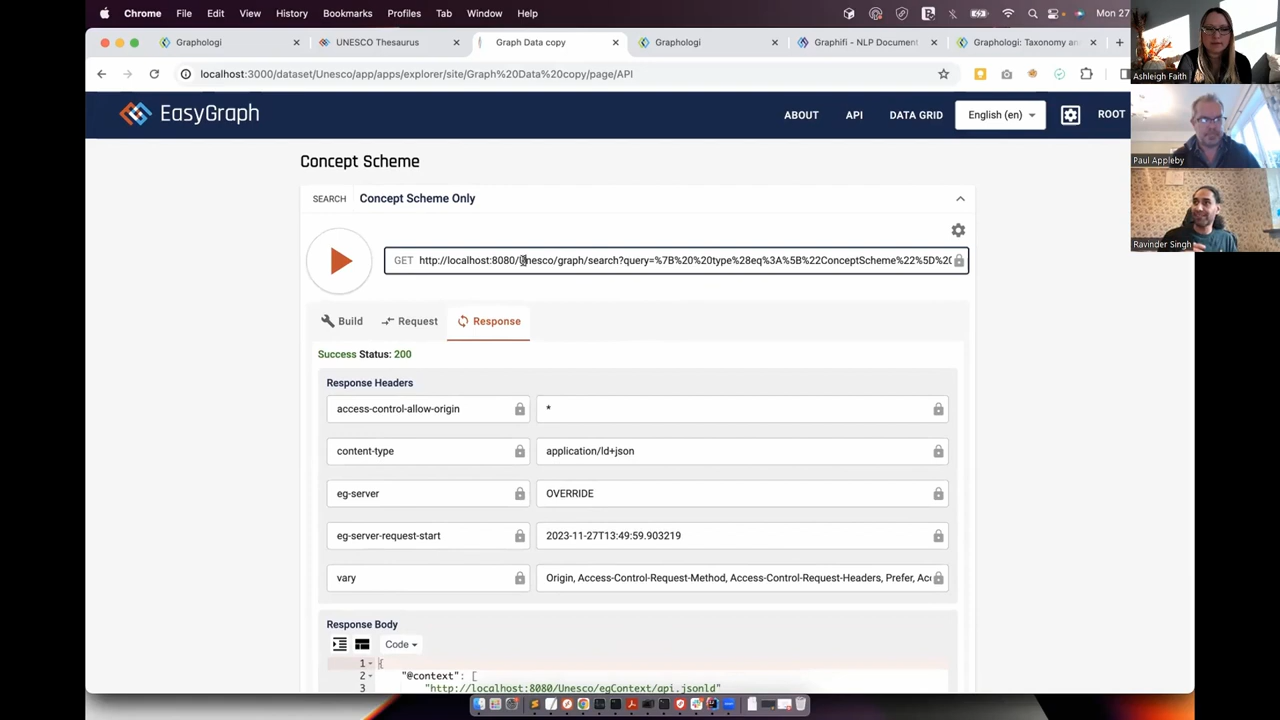 Chrome File Edit View History Bookmarks Profiles Tab Window Help Mon 27
Graphologi UNESCO Thesaurus Graph Data copy Graphologi Graphifi - NLP Document Graphologi: Taxonomy an
localhost:3000/dataset/Unesco/app/apps/explorer/site/Graph%20Data%20copy/page/API
Ashleigh Faith
EasyGraph ABOUT API DATA GRID English (en) ROOT
Paul Appleby
Ravinder Singh
Concept Scheme
SEARCH Concept Scheme Only
GET http://localhost:8080/Unesco/graph/search?query=%7B%20%20type%28eq%3A%5B%22ConceptScheme%22%5D%2
Build Request Response
Success Status: 200
Response Headers
access-control-allow-origin *
content-type application/ld+json
eg-server OVERRIDE
eg-server-request-start 2023-11-27T13:49:59.903219
vary Origin, Access-Control-Request-Method, Access-Control-Request-Headers, Prefer, Acc
Response Body
Code
1 {
2 "@context": [
3 "http://localhost:8080/Unesco/egContext/api.jsonld"